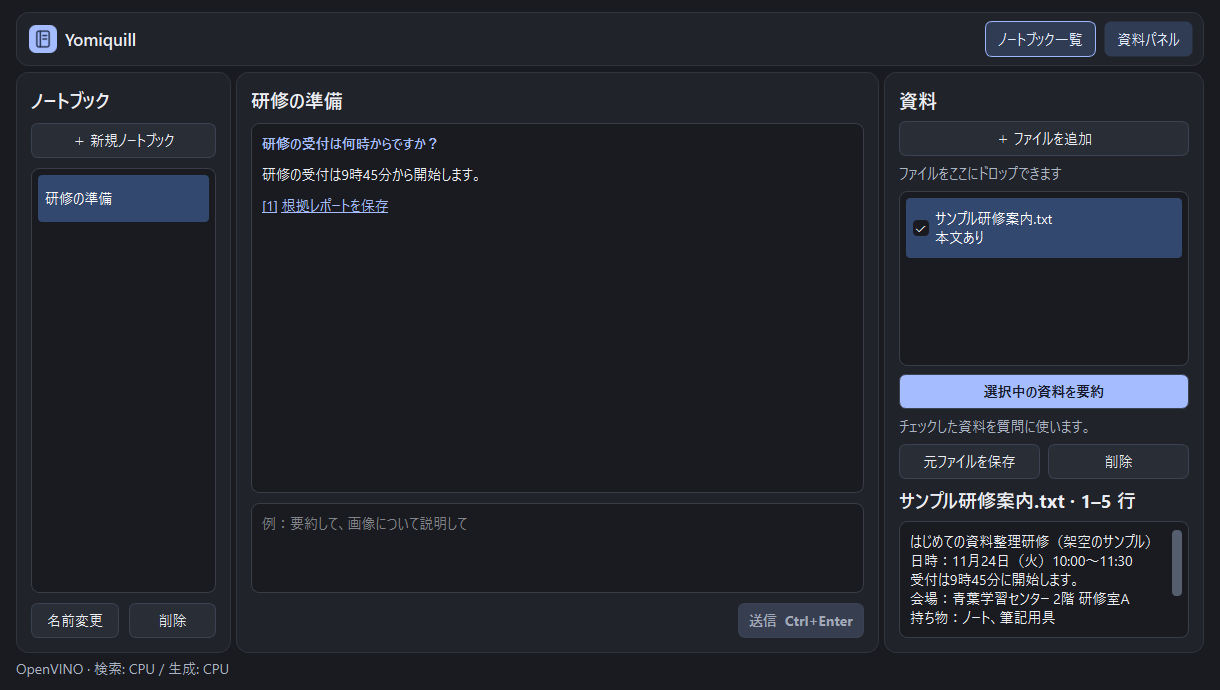 Yomiquill
ノートブック一覧
資料パネル
ノートブック
+ 新規ノートブック
研修の準備
名前変更
削除
研修の準備
研修の受付は何時からですか？
研修の受付は9時45分から開始します。
[1] 根拠レポートを保存
例：要約して、画像について説明して
送信 Ctrl+Enter
資料
+ ファイルを追加
ファイルをここにドロップできます
サンプル研修案内.txt
本文あり
選択中の資料を要約
チェックした資料を質問に使います。
元ファイルを保存
削除
サンプル研修案内.txt · 1–5 行
はじめての資料整理研修（架空のサンプル）
日時：11月24日（火）10:00～11:30
受付は9時45分に開始します。
会場：青葉学習センター 2階 研修室A
持ち物：ノート、筆記用具
OpenVINO · 検索: CPU / 生成: CPU